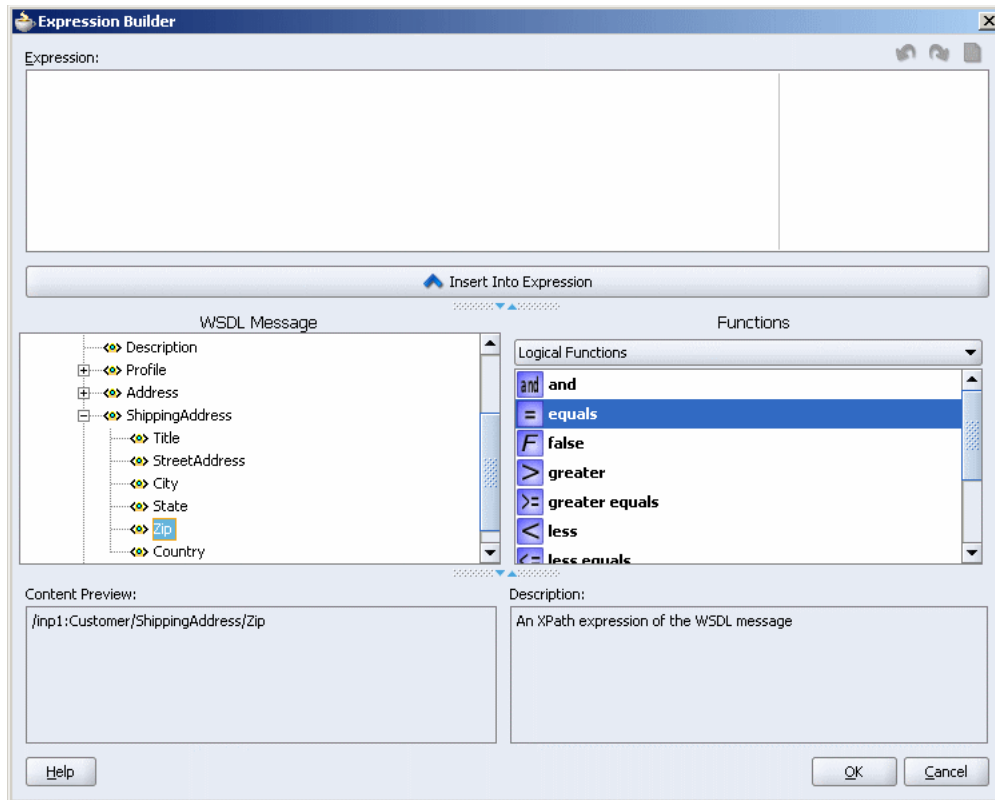 Expression Builder
Expression:
Insert Into Expression
WSDL Message
Description
Profile
Address
ShippingAddress
Title
StreetAddress
City
State
Zip
Country
Functions
Logical Functions
and and
= equals
F false
> greater
>= greater equals
< less
<= less equals
Content Preview:
/inp1:Customer/ShippingAddress/Zip
Description:
An XPath expression of the WSDL message
Help
OK
Cancel